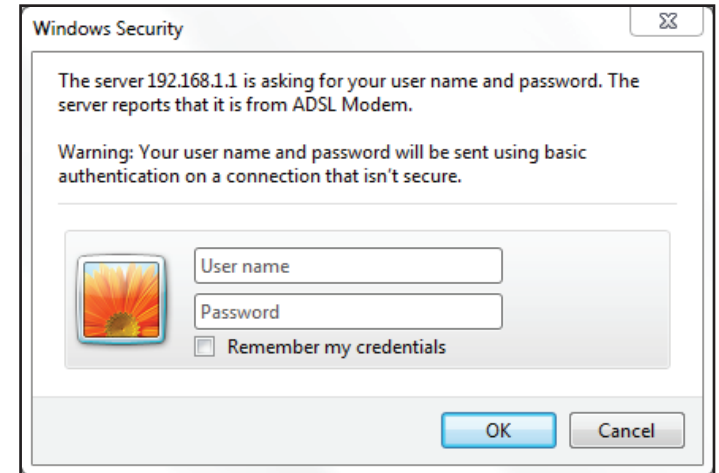 Windows Security
The server 192.168.1.1 is asking for your user name and password. The
server reports that it is from ADSL Modem.
Warning: Your user name and password will be sent using basic
authentication on a connection that isn't secure.
User name
Password
Remember my credentials
OK Cancel